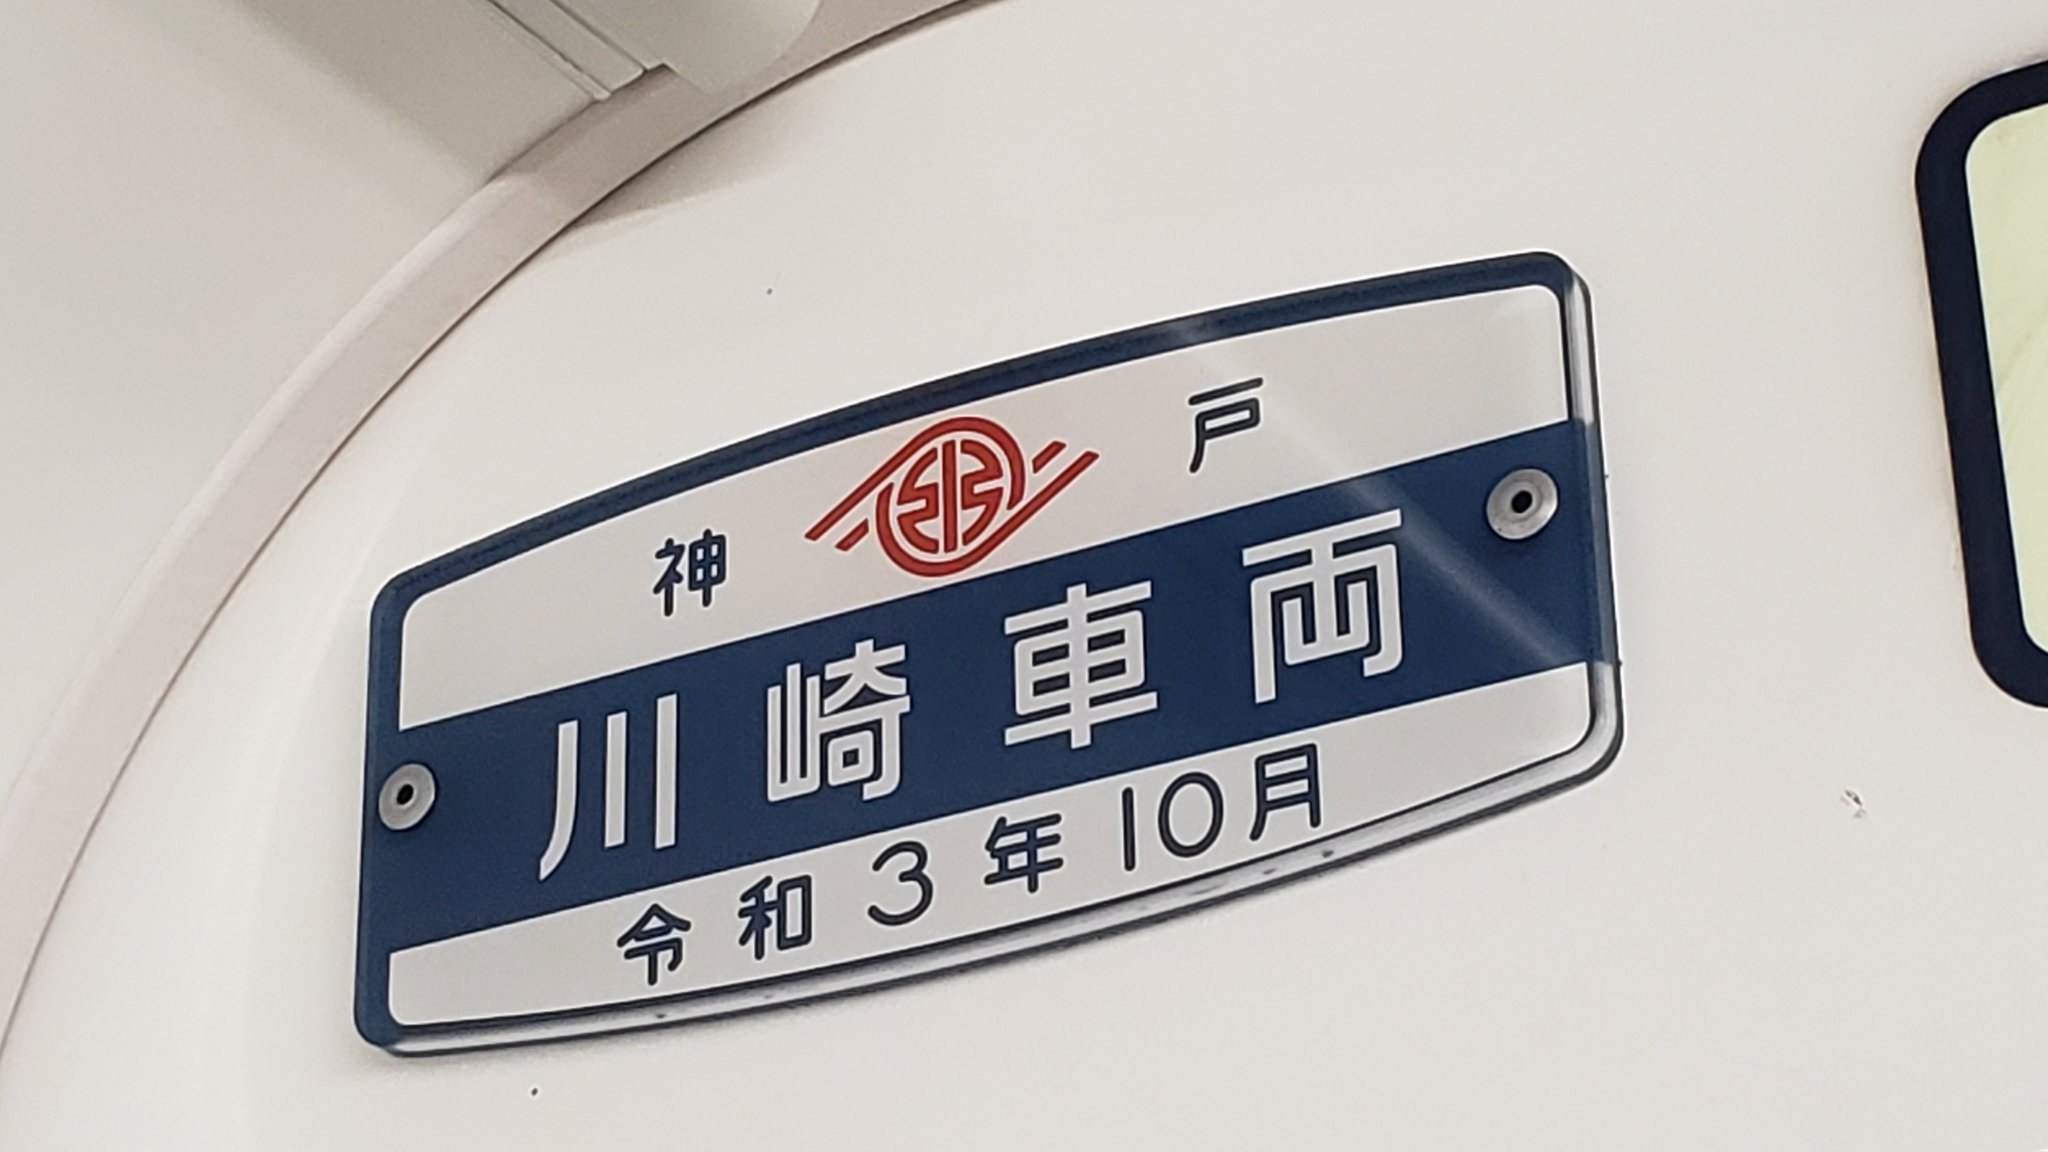 神 戸
川崎車両
令和3年10月